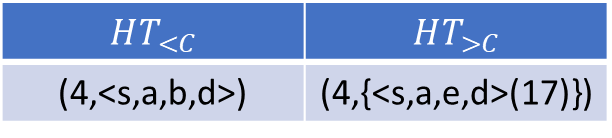 HT<C HT>C
(4,<s,a,b,d>) (4,{<s,a,e,d>(17)})